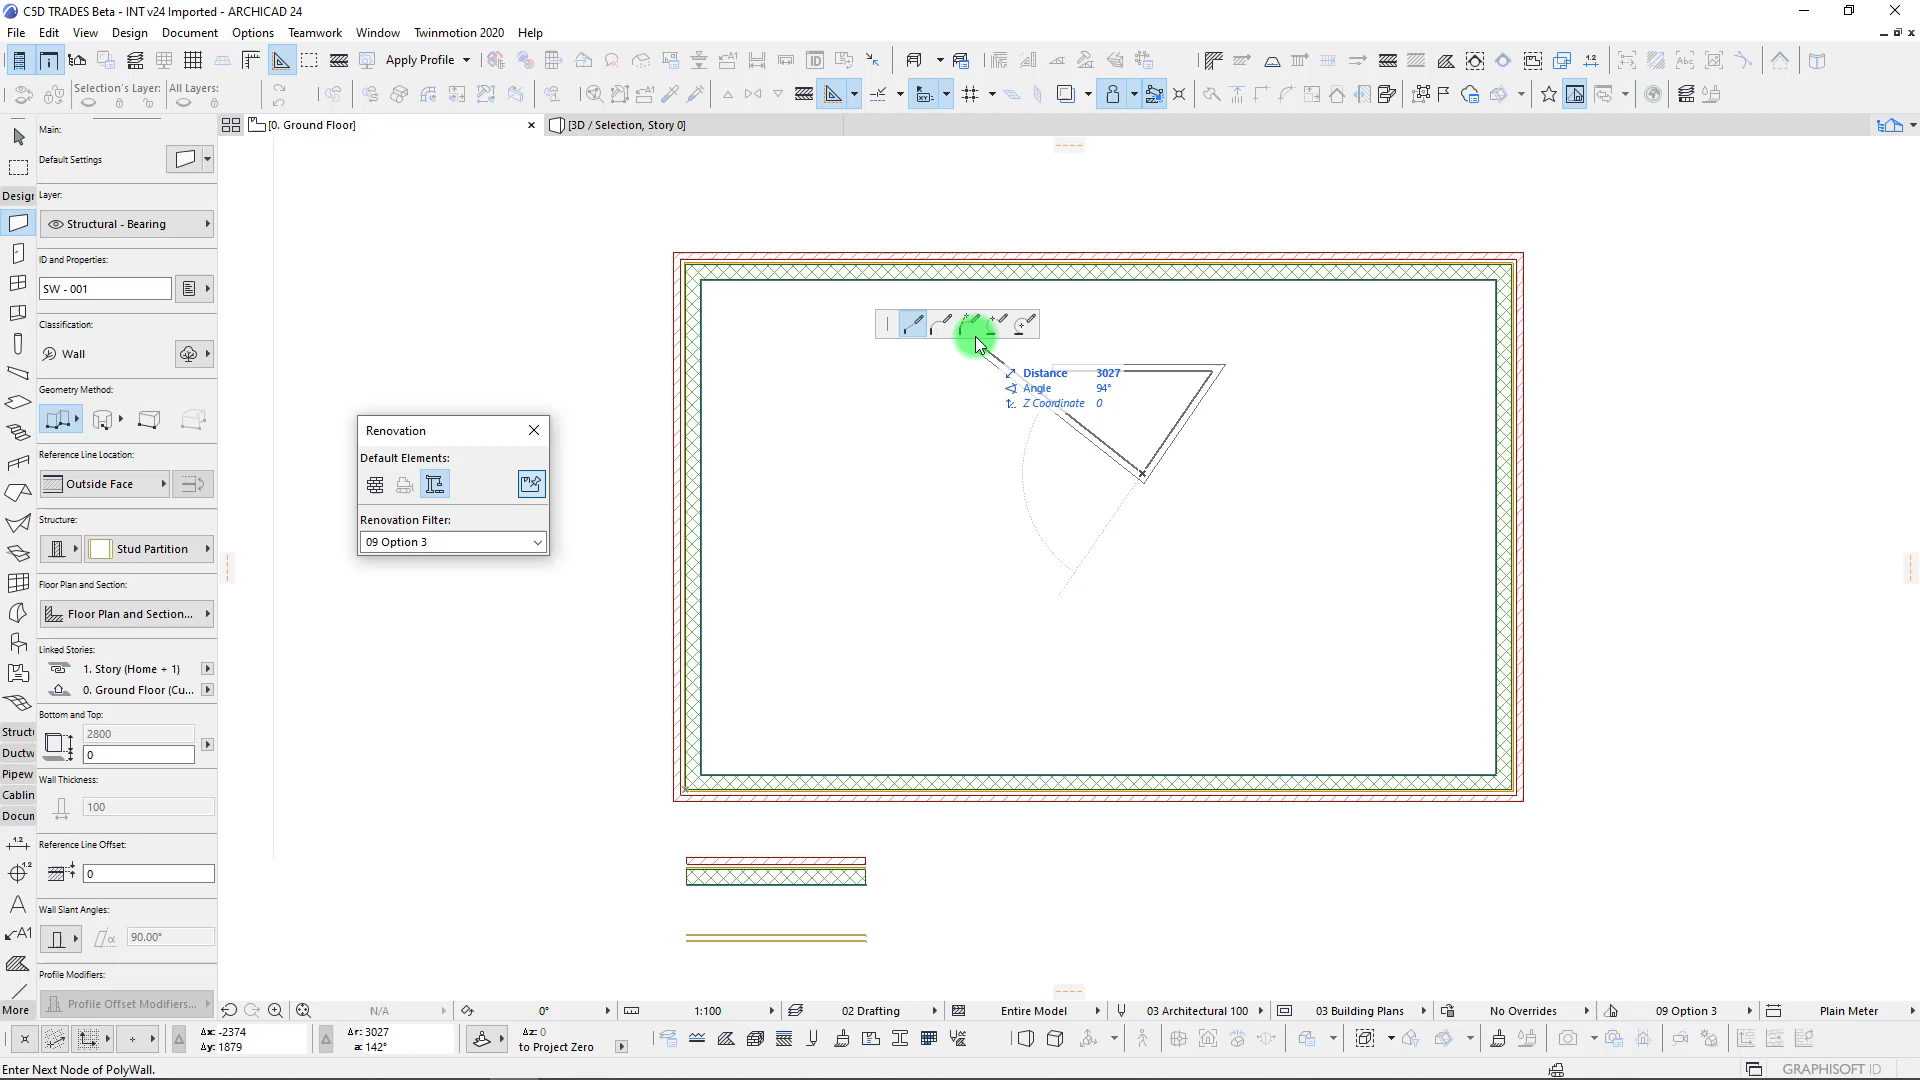 C5D TRADES Beta - INT v24 Imported - ARCHICAD 24
File Edit View Design Document Options Teamwork Window Twinmotion 2020 Help
Apply Profile
Selection's Layer: All Layers:
[0. Ground Floor]
[3D / Selection, Story 0]
Main:
Default Settings
Design
Layer:
Structural - Bearing
ID and Properties:
SW - 001
Classification:
Wall
Geometry Method:
Reference Line Location:
Outside Face
Structure:
Stud Partition
Floor Plan and Section:
Floor Plan and Section...
Linked Stories:
1. Story (Home + 1)
0. Ground Floor (Cu...
Bottom and Top:
2800
0
Wall Thickness:
100
Reference Line Offset:
0
Wall Slant Angles:
90.00°
Profile Modifiers:
Profile Offset Modifiers...
Struct
Ductw
Pipew
Cablin
Docum
More
Renovation
Default Elements:
Renovation Filter:
09 Option 3
Distance 3027
Angle 94°
Z Coordinate 0
N/A 0° 1:100 02 Drafting Entire Model 03 Architectural 100 03 Building Plans No Overrides 09 Option 3 Plain Meter
Δx: -2374
Δy: 1879
Δr: 3027
a: 142°
Δz: 0
to Project Zero
Enter Next Node of PolyWall.
GRAPHISOFT ID